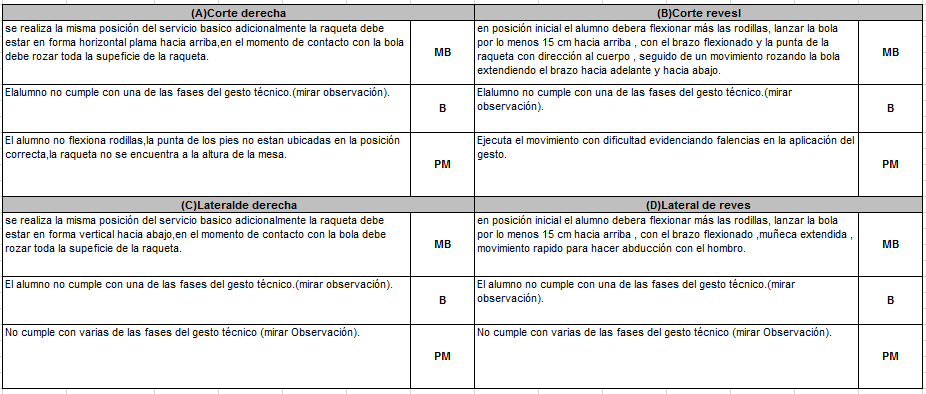 (A)Corte derecha
se realiza la misma posición del servicio basico adicionalmente la raqueta debe
estar en forma horizontal plama hacia arriba,en el momento de contacto con la bola
debe rozar toda la supeficie de la raqueta.
MB
Elalumno no cumple con una de las fases del gesto técnico.(mirar observación).
B
El alumno no flexiona rodillas,la punta de los pies no estan ubicadas en la posición
correcta,la raqueta no se encuentra a la altura de la mesa.
PM
(B)Corte revesl
en posición inicial el alumno debera flexionar más las rodillas, lanzar la bola
por lo menos 15 cm hacia arriba , con el brazo flexionado y la punta de la
raqueta con dirección al cuerpo , seguido de un movimiento rozando la bola
extendiendo el brazo hacia adelante y hacia abajo.
MB
Elalumno no cumple con una de las fases del gesto técnico.(mirar
observación).
B
Ejecuta el movimiento con dificultad evidenciando falencias en la aplicación del
gesto.
PM
(C)Lateralde derecha
se realiza la misma posición del servicio basico adicionalmente la raqueta debe
estar en forma vertical hacia abajo,en el momento de contacto con la bola debe
rozar toda la supeficie de la raqueta.
MB
El alumno no cumple con una de las fases del gesto técnico.(mirar observación).
B
No cumple con varias de las fases del gesto técnico (mirar Observación).
PM
(D)Lateral de reves
en posición inicial el alumno debera flexionar más las rodillas, lanzar la bola
por lo menos 15 cm hacia arriba , con el brazo flexionado ,muñeca extendida ,
movimiento rapido para hacer abducción con el hombro.
MB
El alumno no cumple con una de las fases del gesto técnico.(mirar
observación).
B
No cumple con varias de las fases del gesto técnico (mirar Observación).
PM